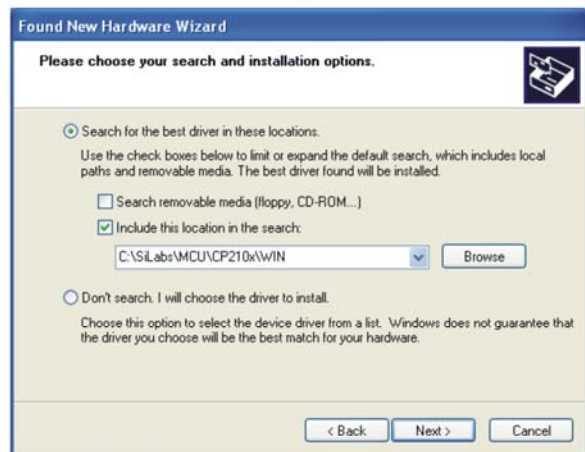 Found New Hardware Wizard
Please choose your search and installation options.
Search for the best driver in these locations.
Use the check boxes below to limit or expand the default search, which includes local
paths and removable media. The best driver found will be installed.
Search removable media (floppy, CD-ROM...)
Include this location in the search:
C:\SiLabs\MCU\CP210x\WIN
Browse
Don't search. I will choose the driver to install.
Choose this option to select the device driver from a list. Windows does not guarantee that
the driver you choose will be the best match for your hardware.
< Back Next > Cancel